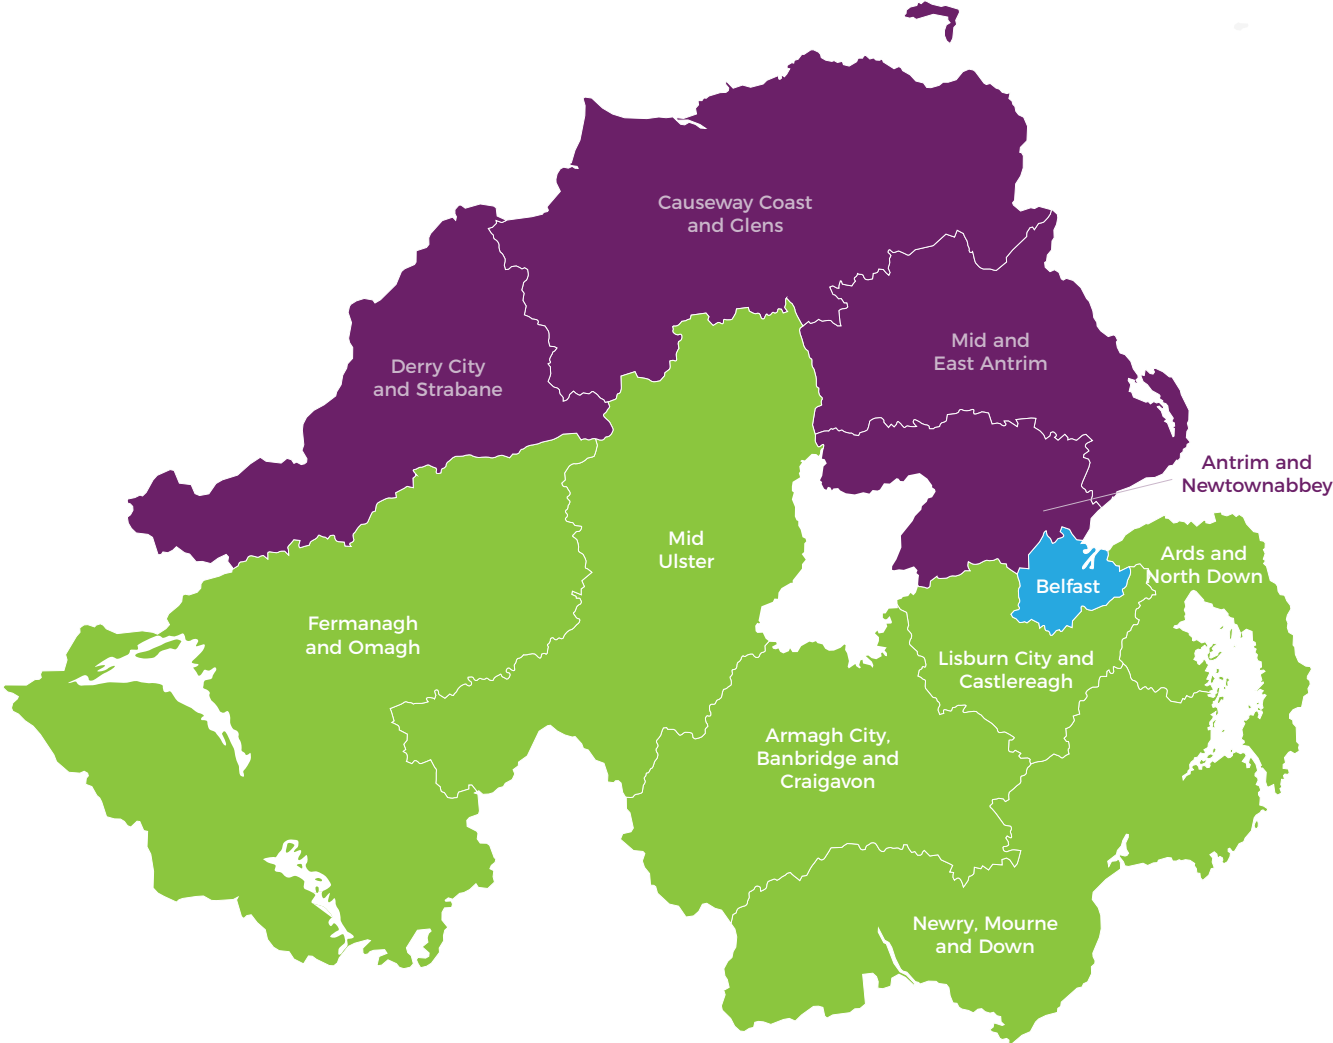 Causeway Coast
and Glens
Mid and
East Antrim
Derry City
and Strabane
Antrim and
Newtownabbey
Mid
Ulster
Ards and
North Down
Belfast
Fermanagh
and Omagh
Lisburn City and
Castlereagh
Armagh City,
Banbridge and
Craigavon
Newry, Mourne
and Down